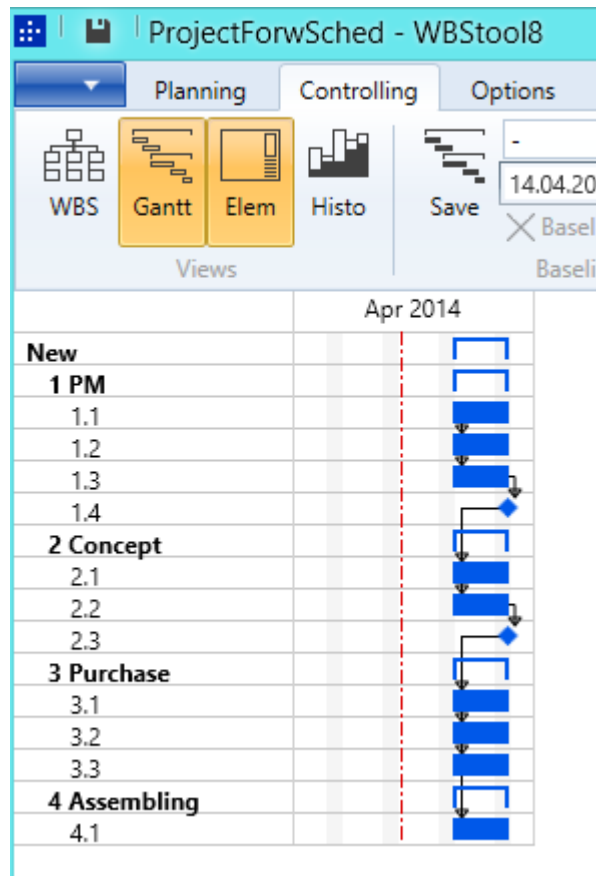 ProjectForwSched - WBStool8
Planning Controlling Options
-
14.04.20
WBS Gantt Elem Histo Save
Baseli
Views Baseli
Apr 2014
New
1 PM
1.1
1.2
1.3
1.4
2 Concept
2.1
2.2
2.3
3 Purchase
3.1
3.2
3.3
4 Assembling
4.1